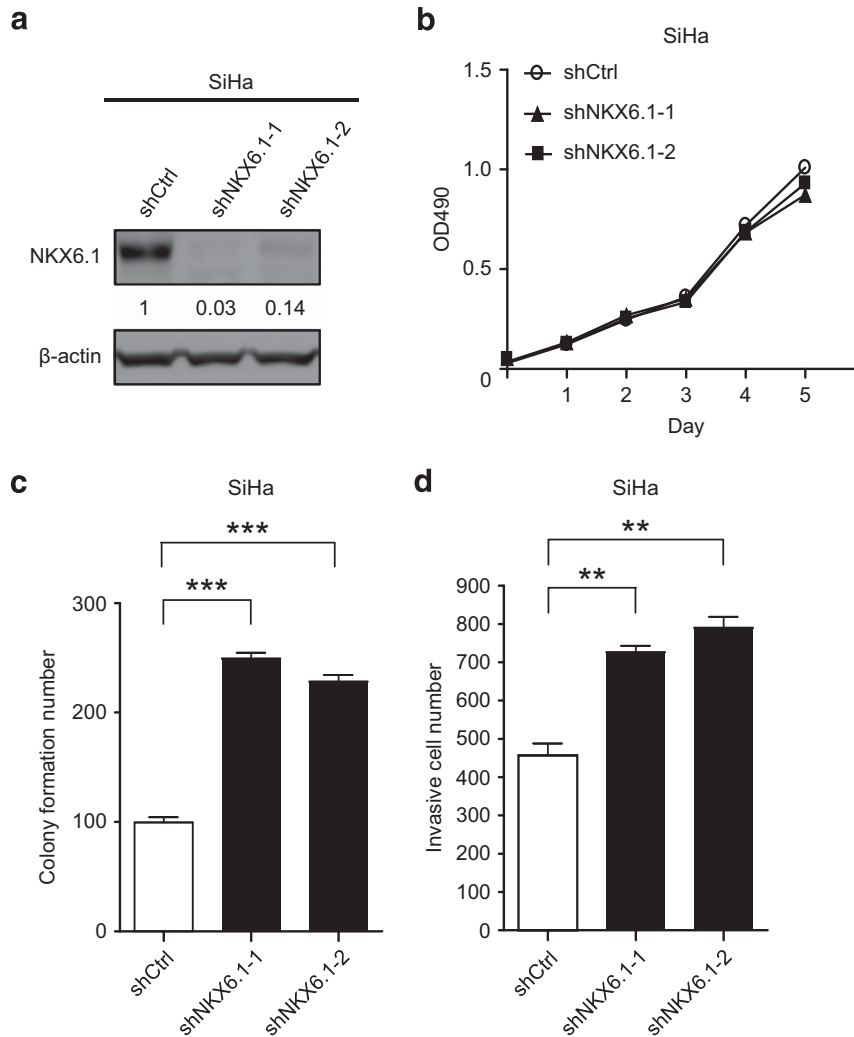 a
SiHa
shCtrl
shNKX6.1-1
shNKX6.1-2
NKX6.1
1 0.03 0.14
β-actin
b
SiHa
1.5
1.0
0.5
0
OD490
shCtrl
shNKX6.1-1
shNKX6.1-2
1 2 3 4 5
Day
c
SiHa
***
***
300
200
100
0
Colony formation number
shCtrl
shNKX6.1-1
shNKX6.1-2
d
SiHa
**
**
900
800
700
600
500
400
300
200
100
0
Invasive cell number
shCtrl
shNKX6.1-1
shNKX6.1-2